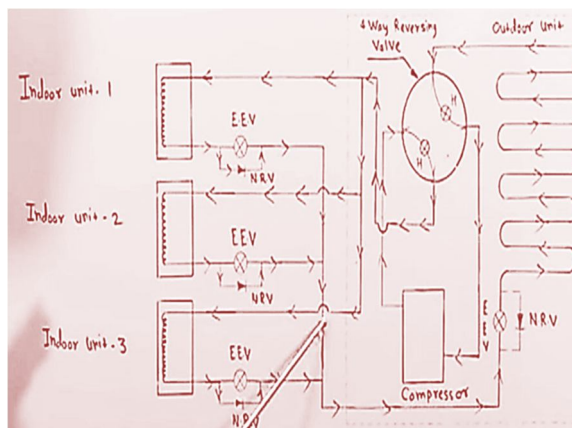 4 Way Reversing
Valve
Outdoor unit
Indoor unit-1
EEV
NRV
H
H
Indoor unit-2
EEV
NRV
Indoor unit-3
EEV
NRV
Compressor
EEV
N.R.V